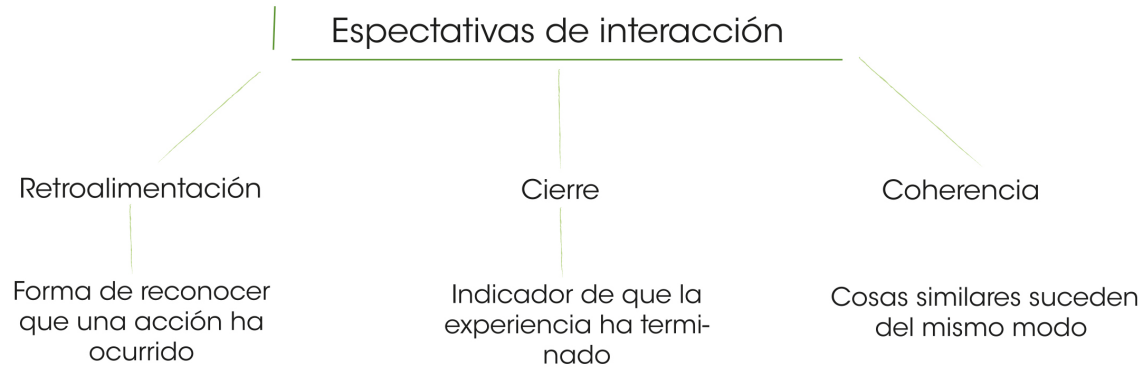 Espectativas de interacción
Retroalimentación
Cierre
Coherencia
Forma de reconocer
que una acción ha
ocurrido
Indicador de que la
experiencia ha termi-
nado
Cosas similares suceden
del mismo modo